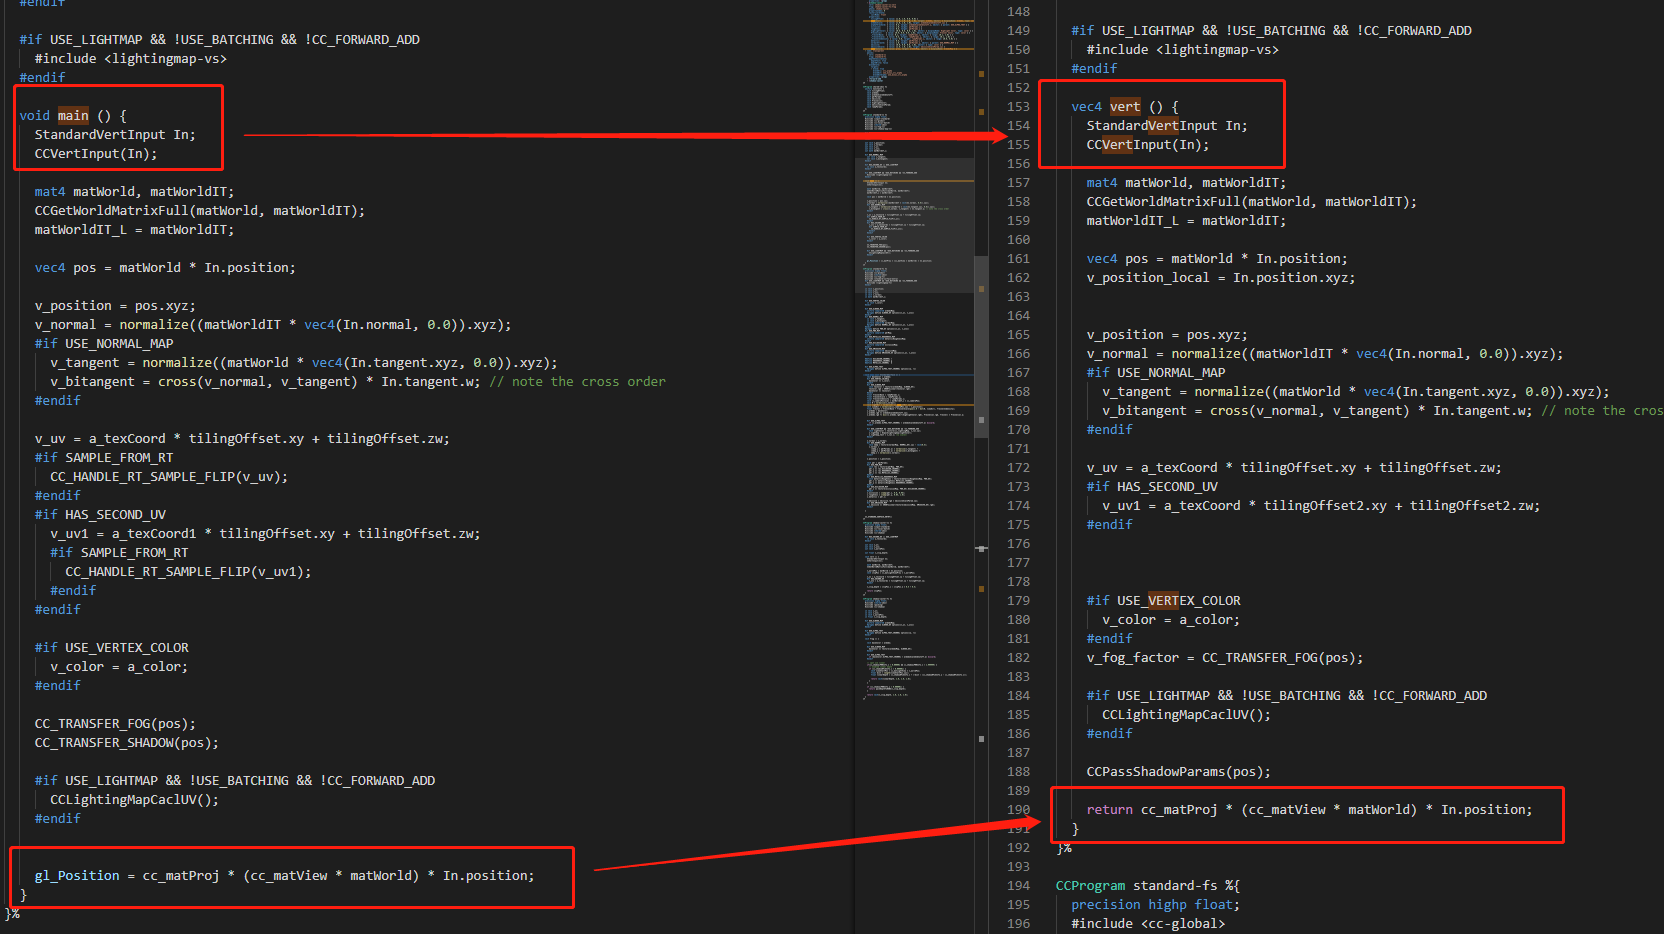 #endif
#if USE_LIGHTMAP && !USE_BATCHING && !CC_FORWARD_ADD
#include <lightingmap-vs>
#endif
void main () {
StandardVertInput In;
CCVertInput(In);
mat4 matWorld, matWorldIT;
CCGetWorldMatrixFull(matWorld, matWorldIT);
matWorldIT_L = matWorldIT;
vec4 pos = matWorld * In.position;
v_position = pos.xyz;
v_normal = normalize((matWorldIT * vec4(In.normal, 0.0)).xyz);
#if USE_NORMAL_MAP
v_tangent = normalize((matWorld * vec4(In.tangent.xyz, 0.0)).xyz);
v_bitangent = cross(v_normal, v_tangent) * In.tangent.w; // note the cross order
#endif
v_uv = a_texCoord * tilingOffset.xy + tilingOffset.zw;
#if SAMPLE_FROM_RT
CC_HANDLE_RT_SAMPLE_FLIP(v_uv);
#endif
#if HAS_SECOND_UV
v_uv1 = a_texCoord1 * tilingOffset.xy + tilingOffset.zw;
#if SAMPLE_FROM_RT
CC_HANDLE_RT_SAMPLE_FLIP(v_uv1);
#endif
#endif
#if USE_VERTEX_COLOR
v_color = a_color;
#endif
CC_TRANSFER_FOG(pos);
CC_TRANSFER_SHADOW(pos);
#if USE_LIGHTMAP && !USE_BATCHING && !CC_FORWARD_ADD
CCLightingMapCaclUV();
#endif
gl_Position = cc_matProj * (cc_matView * matWorld) * In.position;
}
}%
148
149 #if USE_LIGHTMAP && !USE_BATCHING && !CC_FORWARD_ADD
150 #include <lightingmap-vs>
151 #endif
152
153 vec4 vert () {
154 StandardVertInput In;
155 CCVertInput(In);
156
157 mat4 matWorld, matWorldIT;
158 CCGetWorldMatrixFull(matWorld, matWorldIT);
159 matWorldIT_L = matWorldIT;
160
161 vec4 pos = matWorld * In.position;
162 v_position_local = In.position.xyz;
163
164
165 v_position = pos.xyz;
166 v_normal = normalize((matWorldIT * vec4(In.normal, 0.0)).xyz);
167 #if USE_NORMAL_MAP
168 v_tangent = normalize((matWorld * vec4(In.tangent.xyz, 0.0)).xyz);
169 v_bitangent = cross(v_normal, v_tangent) * In.tangent.w; // note the cros
170 #endif
171
172 v_uv = a_texCoord * tilingOffset.xy + tilingOffset.zw;
173 #if HAS_SECOND_UV
174 v_uv1 = a_texCoord * tilingOffset2.xy + tilingOffset2.zw;
175 #endif
176
177
178
179 #if USE_VERTEX_COLOR
180 v_color = a_color;
181 #endif
182 v_fog_factor = CC_TRANSFER_FOG(pos);
183
184 #if USE_LIGHTMAP && !USE_BATCHING && !CC_FORWARD_ADD
185 CCLightingMapCaclUV();
186 #endif
187
188 CCPassShadowParams(pos);
189
190 return cc_matProj * (cc_matView * matWorld) * In.position;
191 }
192 }%
193
194 CCProgram standard-fs %{
195 precision highp float;
196 #include <cc-global>